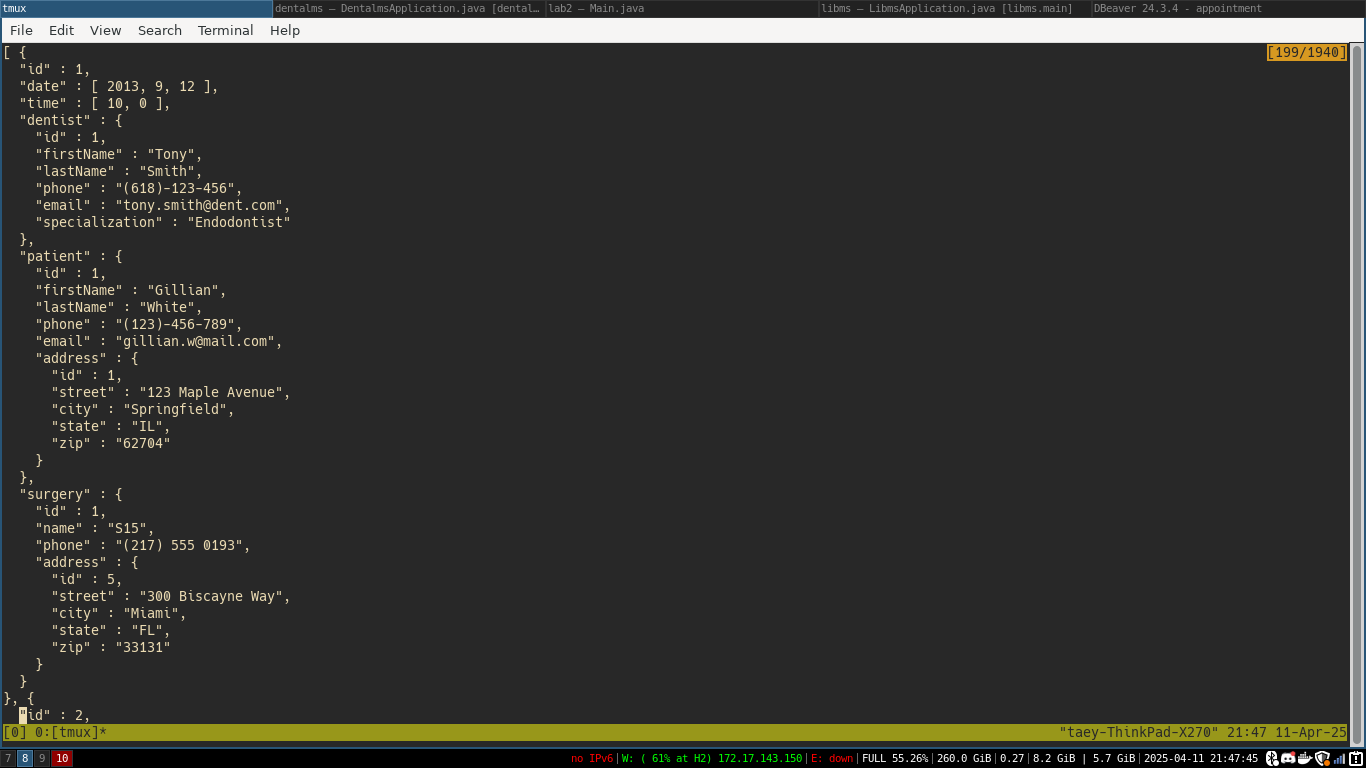 tmux
dentalms – DentalmsApplication.java [dental…
lab2 – Main.java
libms – LibmsApplication.java [libms.main]
DBeaver 24.3.4 - appointment
File Edit View Search Terminal Help
[ {
[199/1940]
"id" : 1,
"date" : [ 2013, 9, 12 ],
"time" : [ 10, 0 ],
"dentist" : {
"id" : 1,
"firstName" : "Tony",
"lastName" : "Smith",
"phone" : "(618)-123-456",
"email" : "tony.smith@dent.com",
"specialization" : "Endodontist"
},
"patient" : {
"id" : 1,
"firstName" : "Gillian",
"lastName" : "White",
"phone" : "(123)-456-789",
"email" : "gillian.w@mail.com",
"address" : {
"id" : 1,
"street" : "123 Maple Avenue",
"city" : "Springfield",
"state" : "IL",
"zip" : "62704"
}
},
"surgery" : {
"id" : 1,
"name" : "S15",
"phone" : "(217) 555 0193",
"address" : {
"id" : 5,
"street" : "300 Biscayne Way",
"city" : "Miami",
"state" : "FL",
"zip" : "33131"
}
}
}, {
"id" : 2,
[0] 0:[tmux]*
"taey-ThinkPad-X270" 21:47 11-Apr-25
7 8 9 10
no IPv6|W: ( 61% at H2) 172.17.143.150|E: down|FULL 55.26%|260.0 GiB|0.27|8.2 GiB | 5.7 GiB|2025-04-11 21:47:45